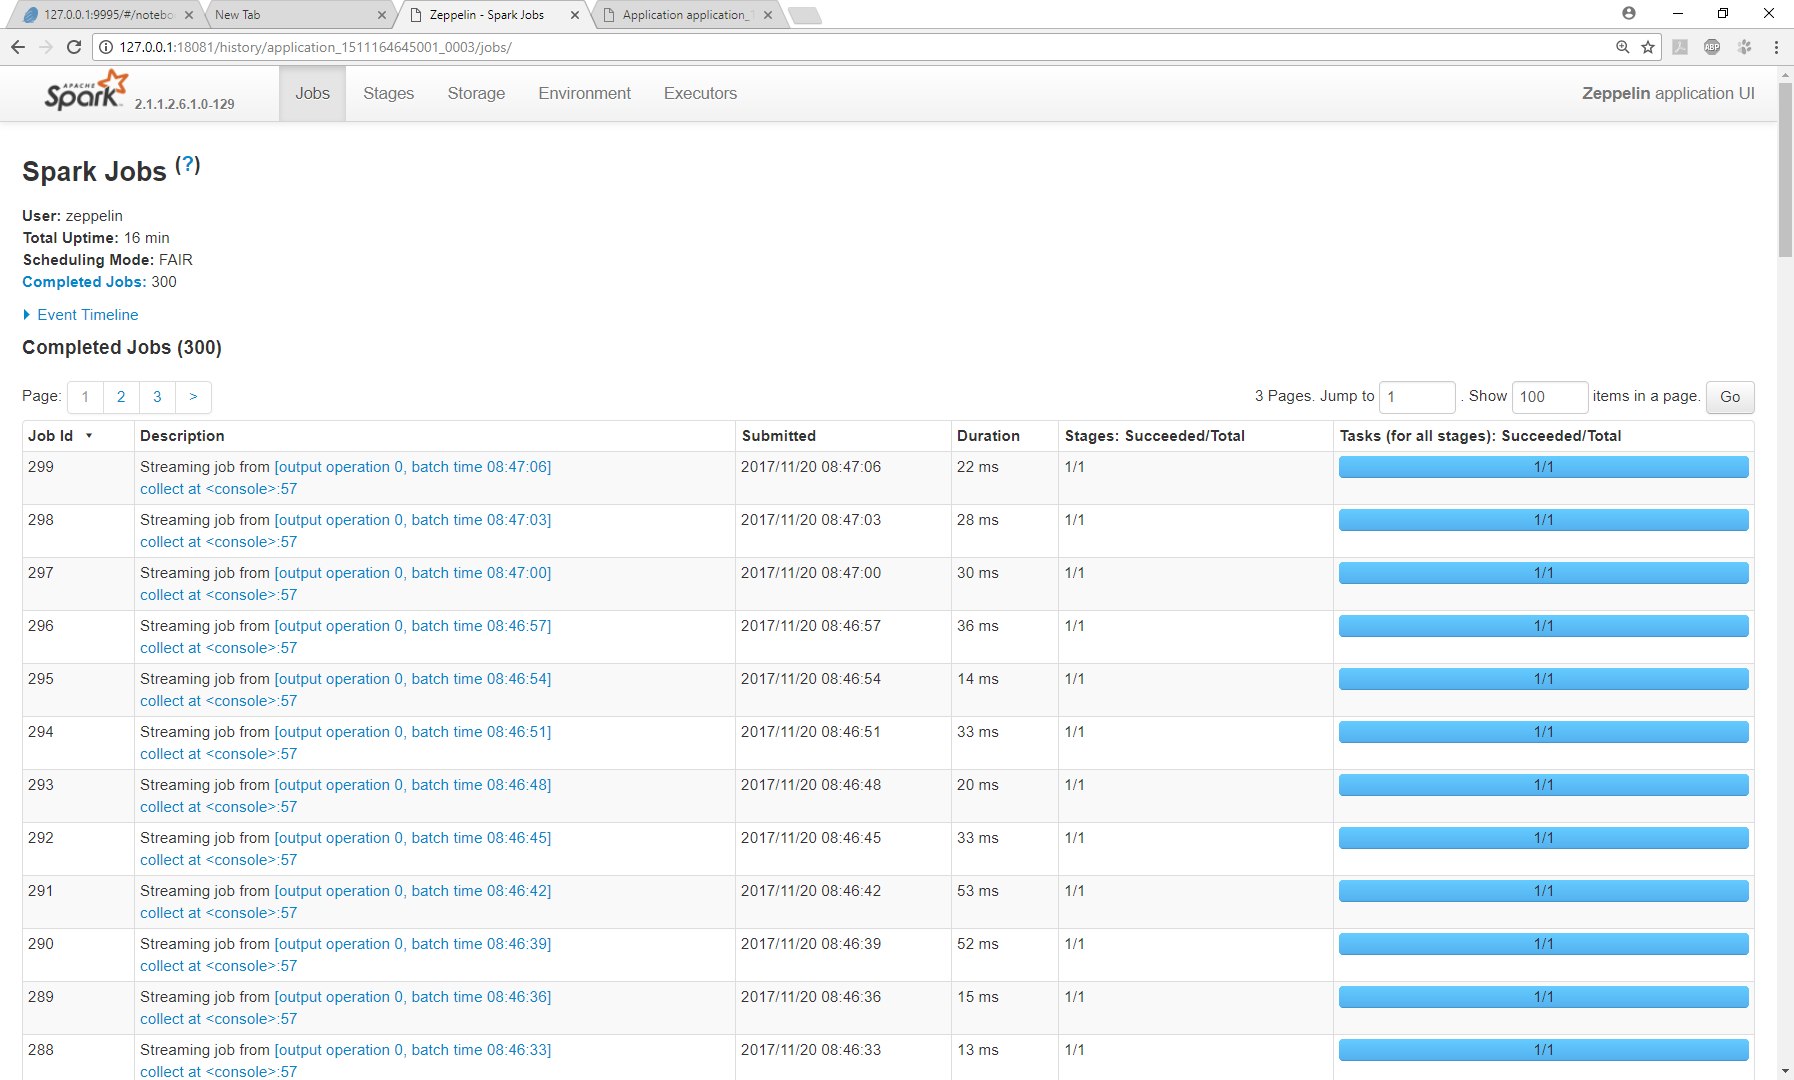 127.0.0.1:9995/#/notebo
New Tab
Zeppelin - Spark Jobs
Application application_1
127.0.0.1:18081/history/application_1511164645001_0003/jobs/
ABP
APACHE
Spark 2.1.1.2.6.1.0-129
Jobs
Stages
Storage
Environment
Executors
Zeppelin application UI
Spark Jobs (?)
User: zeppelin
Total Uptime: 16 min
Scheduling Mode: FAIR
Completed Jobs: 300
Event Timeline
Completed Jobs (300)
Page: 1 2 3 >
3 Pages. Jump to 1 . Show 100 items in a page. Go
Job Id Description Submitted Duration Stages: Succeeded/Total Tasks (for all stages): Succeeded/Total
299 Streaming job from [output operation 0, batch time 08:47:06] 2017/11/20 08:47:06 22 ms 1/1 1/1
collect at <console>:57
298 Streaming job from [output operation 0, batch time 08:47:03] 2017/11/20 08:47:03 28 ms 1/1 1/1
collect at <console>:57
297 Streaming job from [output operation 0, batch time 08:47:00] 2017/11/20 08:47:00 30 ms 1/1 1/1
collect at <console>:57
296 Streaming job from [output operation 0, batch time 08:46:57] 2017/11/20 08:46:57 36 ms 1/1 1/1
collect at <console>:57
295 Streaming job from [output operation 0, batch time 08:46:54] 2017/11/20 08:46:54 14 ms 1/1 1/1
collect at <console>:57
294 Streaming job from [output operation 0, batch time 08:46:51] 2017/11/20 08:46:51 33 ms 1/1 1/1
collect at <console>:57
293 Streaming job from [output operation 0, batch time 08:46:48] 2017/11/20 08:46:48 20 ms 1/1 1/1
collect at <console>:57
292 Streaming job from [output operation 0, batch time 08:46:45] 2017/11/20 08:46:45 33 ms 1/1 1/1
collect at <console>:57
291 Streaming job from [output operation 0, batch time 08:46:42] 2017/11/20 08:46:42 53 ms 1/1 1/1
collect at <console>:57
290 Streaming job from [output operation 0, batch time 08:46:39] 2017/11/20 08:46:39 52 ms 1/1 1/1
collect at <console>:57
289 Streaming job from [output operation 0, batch time 08:46:36] 2017/11/20 08:46:36 15 ms 1/1 1/1
collect at <console>:57
288 Streaming job from [output operation 0, batch time 08:46:33] 2017/11/20 08:46:33 13 ms 1/1 1/1
collect at <console>:57